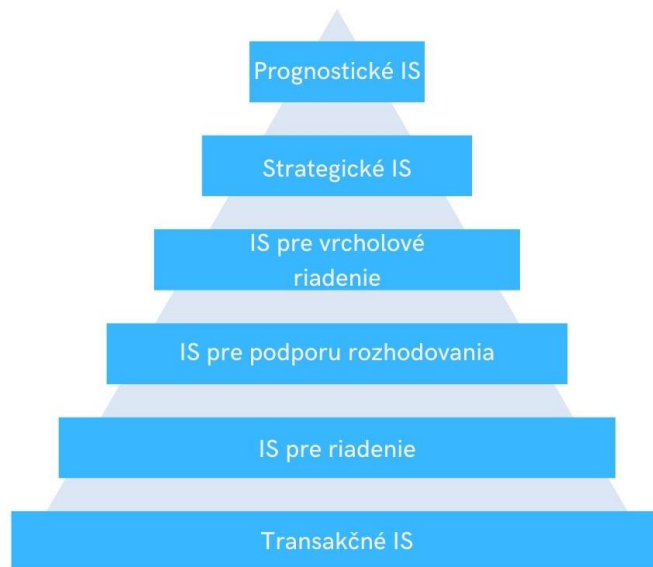 Prognostické IS
Strategické IS
IS pre vrcholové
riadenie
IS pre podporu rozhodovania
IS pre riadenie
Transakčné IS